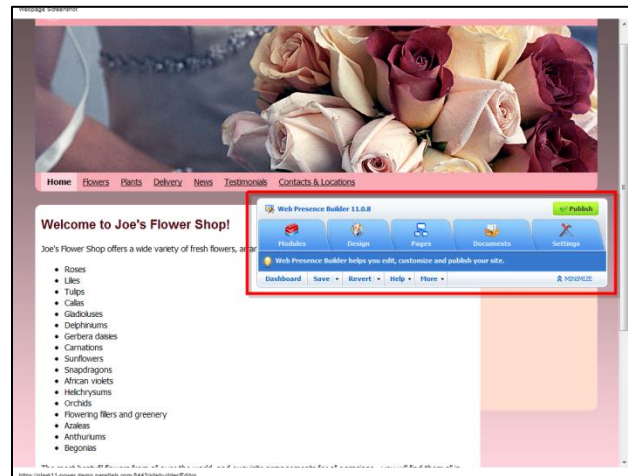 Webpage Screenshot
Home Flowers Plants Delivery News Testimonials Contacts & Locations
Web Presence Builder 11.0.8
Publish
Modules Design Pages Documents Settings
Web Presence Builder helps you edit, customize and publish your site.
Dashboard Save Revert Help More MINIMIZE
Welcome to Joe's Flower Shop!
Joe's Flower Shop offers a wide variety of fresh flowers,
Roses
Lilies
Tulips
Callas
Gladioluses
Delphiniums
Gerbera daisies
Carnations
Sunflowers
Snapdragons
African violets
Helichrysums
Orchids
Flowering fillers and greenery
Azaleas
Anthuriums
Begonias